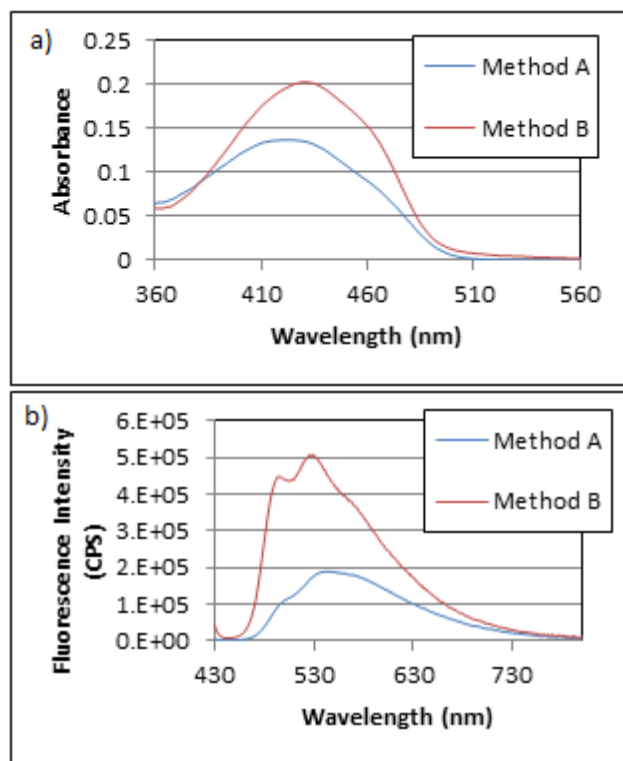 a)
0.25
0.2
0.15
0.1
0.05
0
Absorbance
360 410 460 510 560
Wavelength (nm)
Method A
Method B
b)
6.E+05
5.E+05
4.E+05
3.E+05
2.E+05
1.E+05
0.E+00
Fluorescence Intensity
(CPS)
430 530 630 730
Wavelength (nm)
Method A
Method B